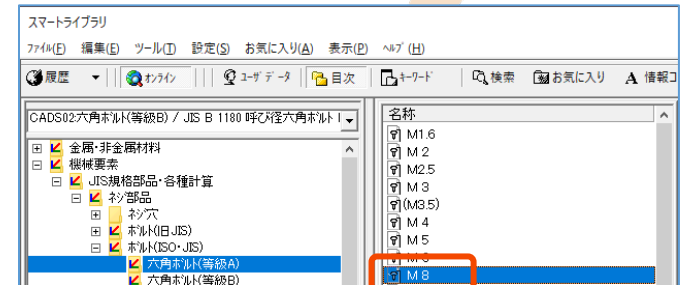 スマートライブラリ
ファイル(F) 編集(E) ツール(T) 設定(S) お気に入り(A) 表示(P) ヘルプ(H)
履歴 オンライン ユーザデータ 目次 キーワード 検索 お気に入り 情報コ
CADS02:六角ボルト(等級B) / JIS B 1180 呼び径六角ボルト
金属・非金属材料
機械要素
JIS規格部品・各種計算
ネジ部品
ネジ穴
ボルト(旧JIS)
ボルト(ISO・JIS)
六角ボルト(等級A)
六角ボルト(等級B)
名称
M1.6
M 2
M2.5
M 3
(M3.5)
M 4
M 5
M 6
M 8